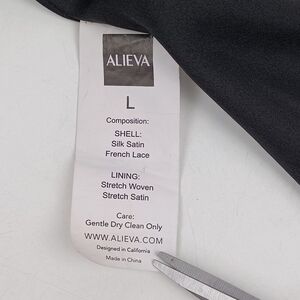 ALIEVA
L
Composition:
SHELL:
Silk Satin
French Lace
LINING:
Stretch Woven
Stretch Satin
Care:
Gentle Dry Clean Only
WWW.ALIEVA.COM
Designed in California
Made in China